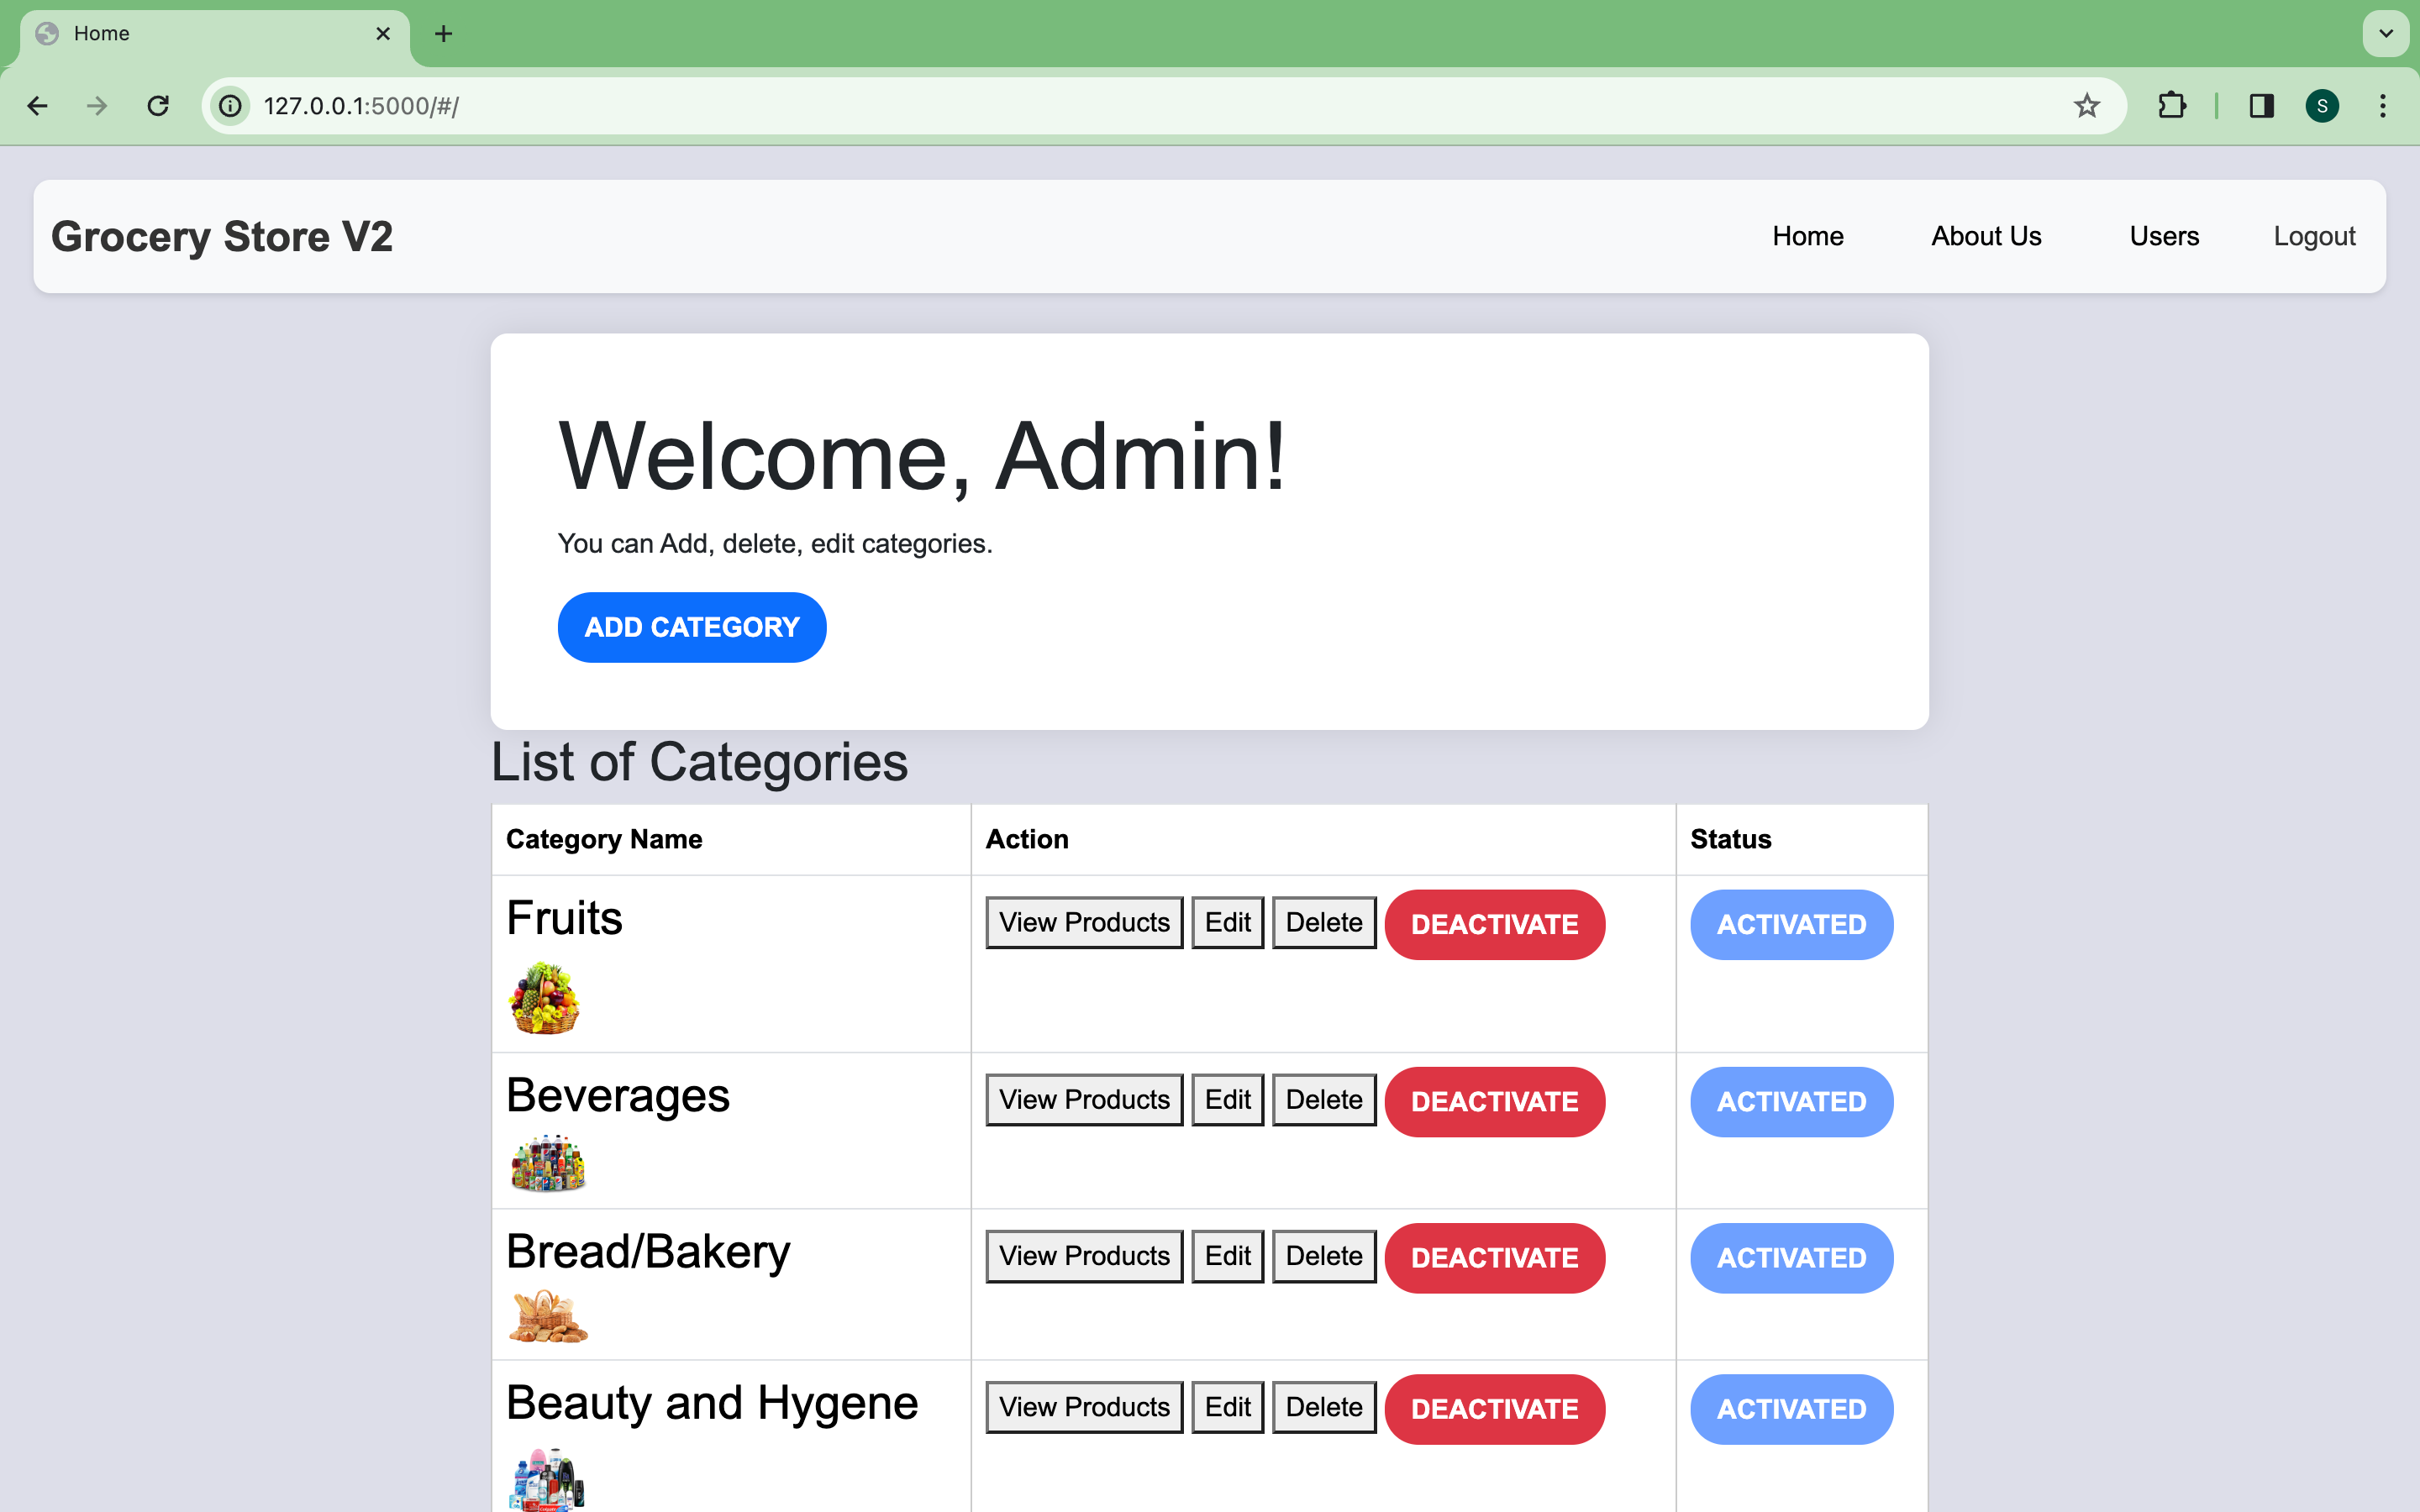 Home
127.0.0.1:5000/#/
S
Grocery Store V2
Home About Us Users Logout
Welcome, Admin!
You can Add, delete, edit categories.
ADD CATEGORY
List of Categories
Category Name Action Status
Fruits View Products Edit Delete DEACTIVATE ACTIVATED
Beverages View Products Edit Delete DEACTIVATE ACTIVATED
Bread/Bakery View Products Edit Delete DEACTIVATE ACTIVATED
Beauty and Hygene View Products Edit Delete DEACTIVATE ACTIVATED